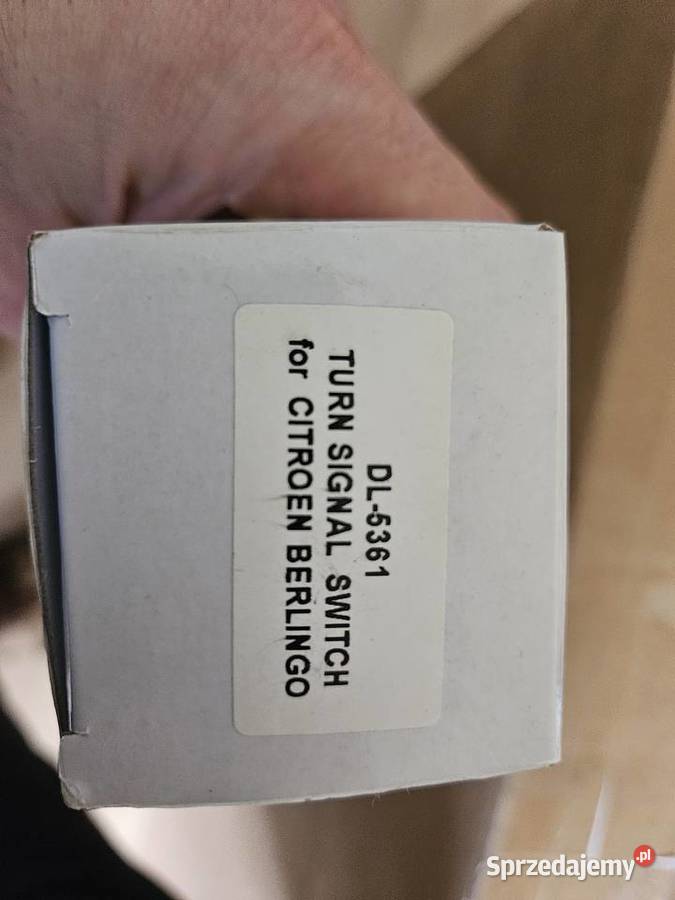 DL-5361
TURN SIGNAL SWITCH
for CITROEN BERLINGO
Sprzedajemy.pl